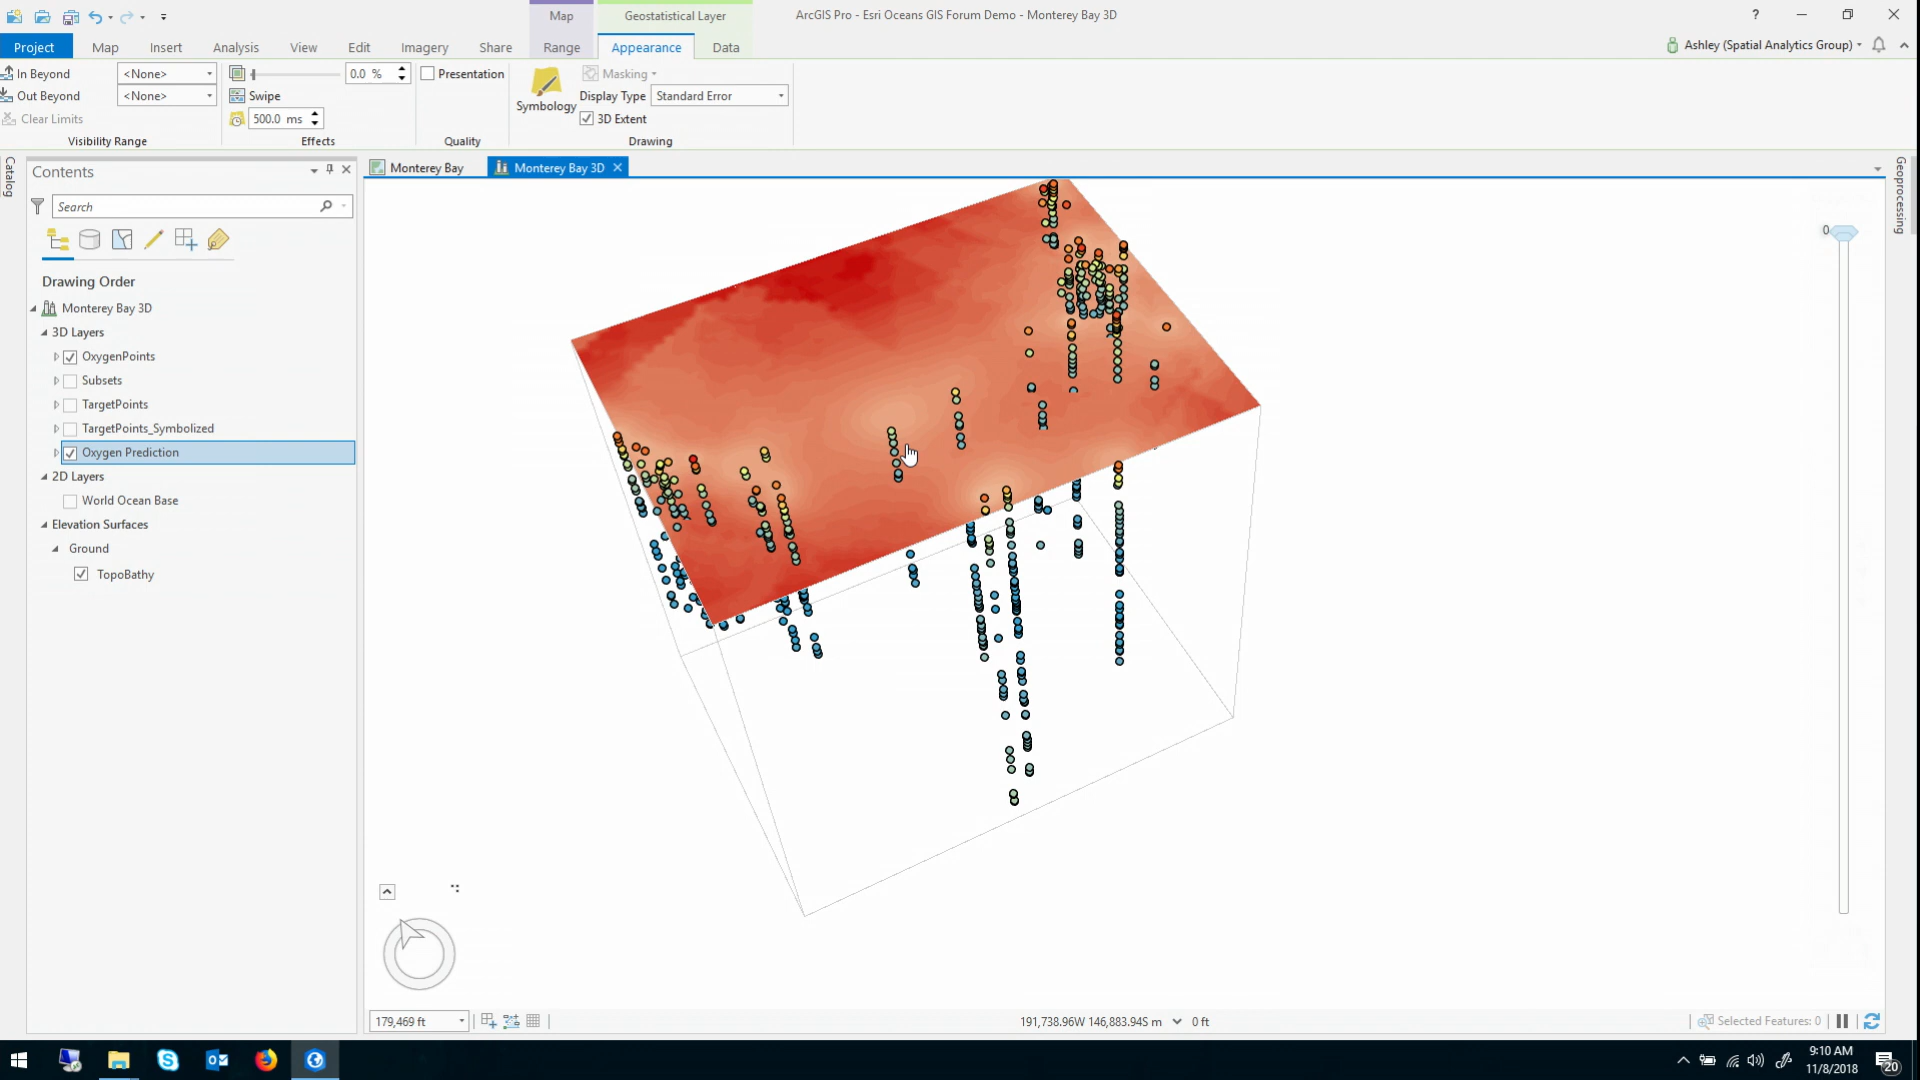 Map
Geostatistical Layer
ArcGIS Pro - Esri Oceans GIS Forum Demo - Monterey Bay 3D
?
Project
Map
Insert
Analysis
View
Edit
Imagery
Share
Range
Appearance
Data
Ashley (Spatial Analytics Group)
In Beyond
<None>
0.0 %
Presentation
Masking
Out Beyond
<None>
Swipe
Symbology
Display Type
Standard Error
Clear Limits
500.0 ms
3D Extent
Visibility Range
Effects
Quality
Drawing
Catalog
Contents
Monterey Bay
Monterey Bay 3D
Geoprocessing
Search
0
Drawing Order
Monterey Bay 3D
3D Layers
OxygenPoints
Subsets
TargetPoints
TargetPoints_Symbolized
Oxygen Prediction
2D Layers
World Ocean Base
Elevation Surfaces
Ground
TopoBathy
179,469 ft
191,738.96W 146,883.94S m
0 ft
Selected Features: 0
9:10 AM
11/8/2018
20